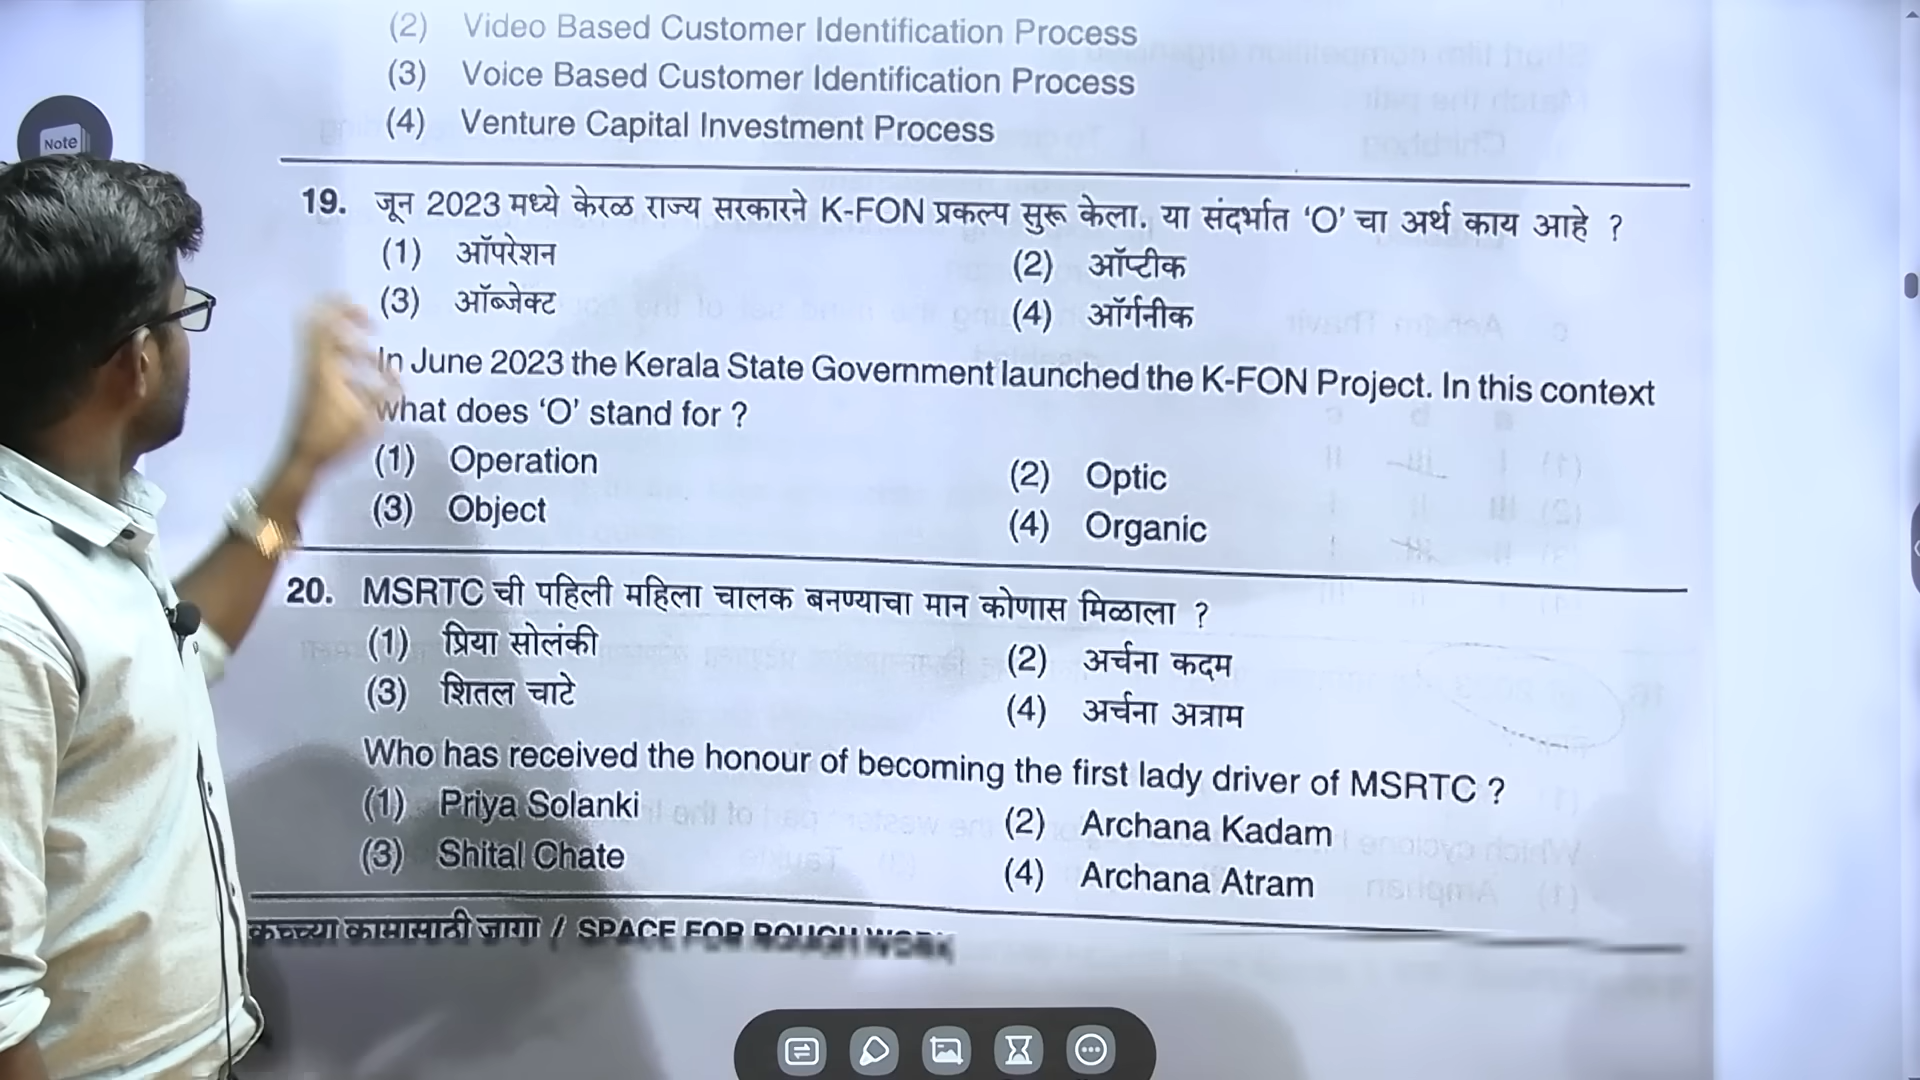 (2) Video Based Customer Identification Process
(3) Voice Based Customer Identification Process
(4) Venture Capital Investment Process
Note
19. जून 2023 मध्ये केरळ राज्य सरकारने K-FON प्रकल्प सुरू केला. या संदर्भात ‘O’ चा अर्थ काय आहे ?
(1) ऑपरेशन (2) ऑप्टीक
(3) ऑब्जेक्ट (4) ऑर्गनीक
In June 2023 the Kerala State Government launched the K-FON Project. In this context
what does ‘O’ stand for ?
(1) Operation (2) Optic
(3) Object (4) Organic
20. MSRTC ची पहिली महिला चालक बनण्याचा मान कोणास मिळाला ?
(1) प्रिया सोलंकी (2) अर्चना कदम
(3) शितल चाटे (4) अर्चना अत्राम
Who has received the honour of becoming the first lady driver of MSRTC ?
(1) Priya Solanki (2) Archana Kadam
(3) Shital Chate (4) Archana Atram
कच्च्या कामासाठी जागा / SPACE FOR ROUGH WORK